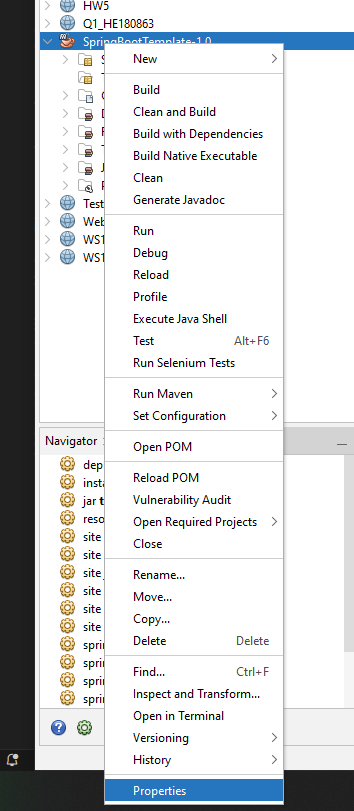 HW5
Q1_HE180863
SpringBootTemplate-1.0
New
Build
Clean and Build
Build with Dependencies
Build Native Executable
Clean
Generate Javadoc
Run
Debug
Reload
Profile
Execute Java Shell
Test Alt+F6
Run Selenium Tests
Run Maven
Set Configuration
Open POM
Reload POM
Vulnerability Audit
Open Required Projects
Close
Rename...
Move...
Copy...
Delete Delete
Find... Ctrl+F
Inspect and Transform...
Open in Terminal
Versioning
History
Properties
Test
Web
WS1
WS1
Navigator
dep
insta
jar t
reso
site
site
site
site
site
site
sprin
sprin
sprin
sprin